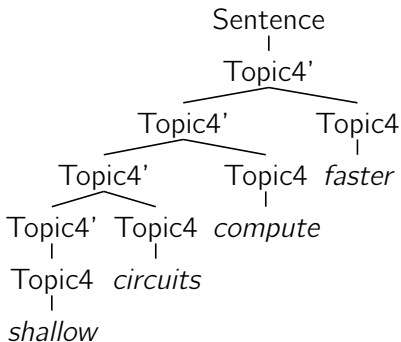 Sentence
Topic4'
Topic4' Topic4
Topic4' Topic4 faster
Topic4' Topic4 compute
Topic4 circuits
shallow